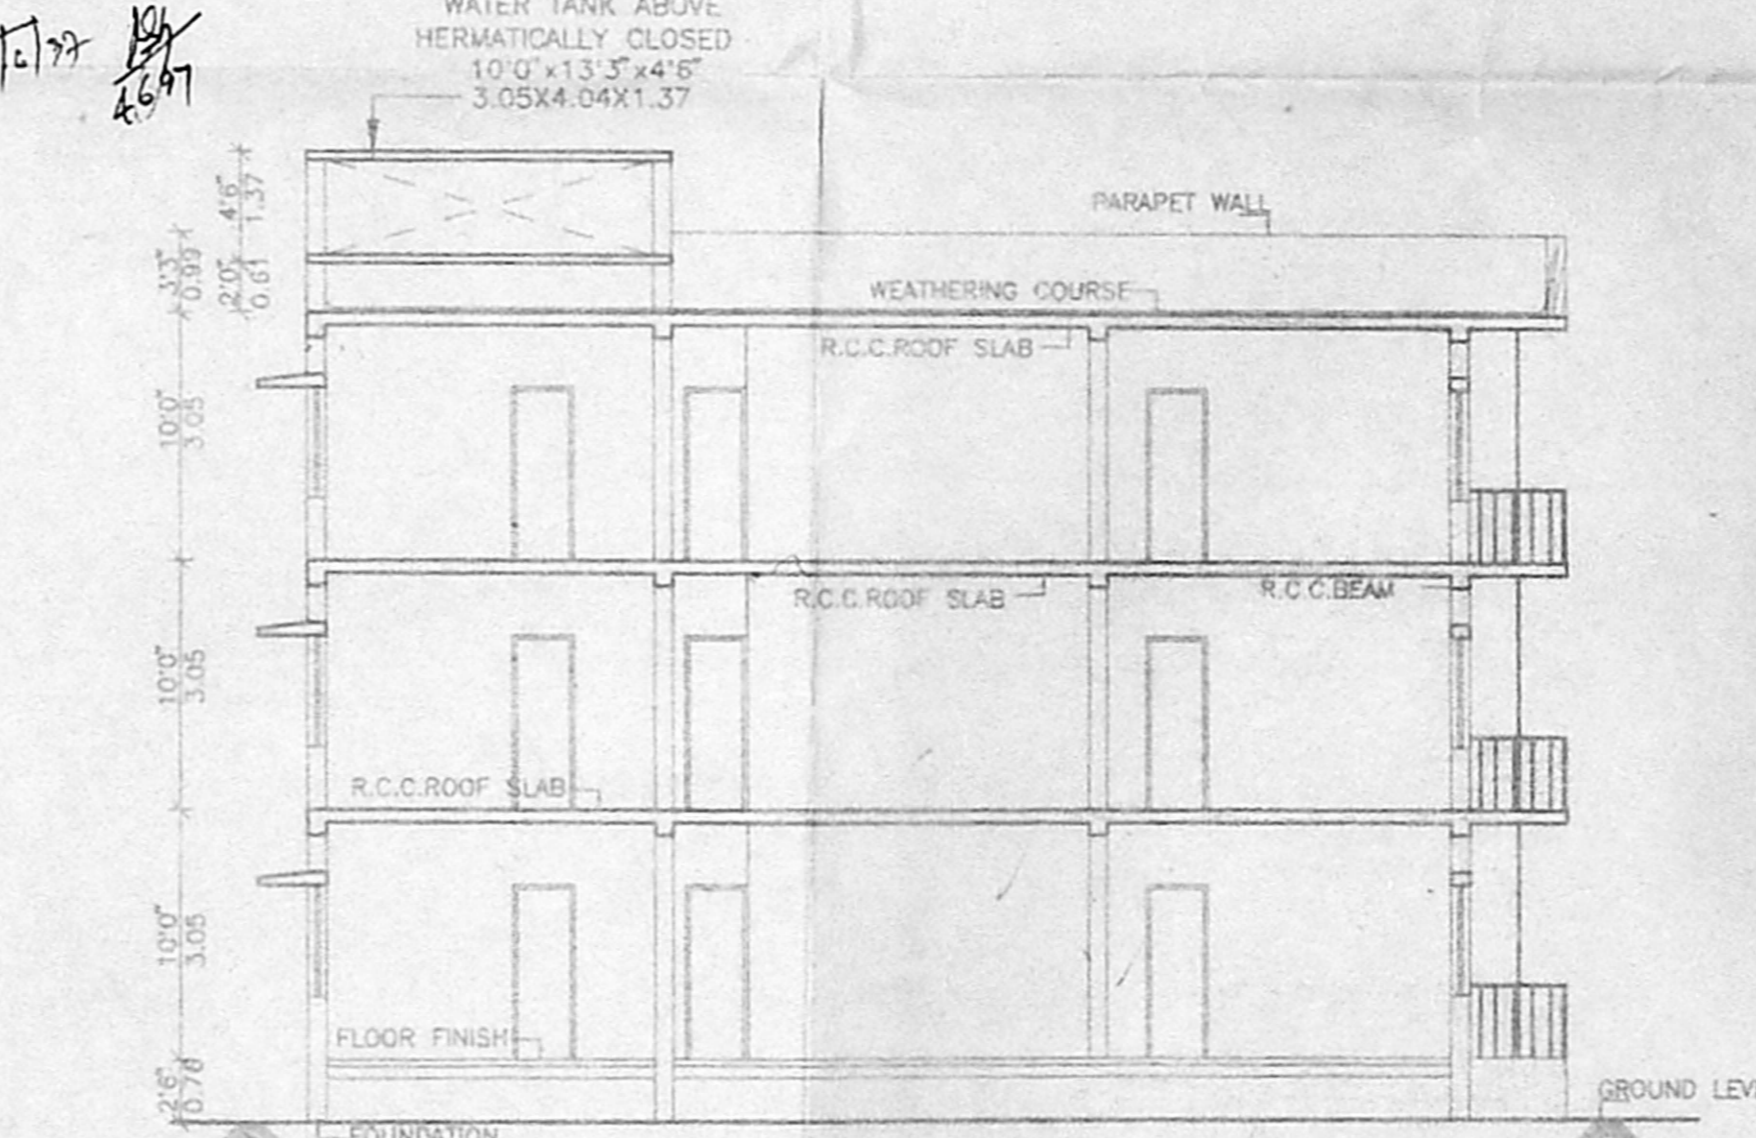 WATER TANK ABOVE
HERMATICALLY CLOSED
10'0"x13'3"x4'6"
3.05X4.04X1.37
4'6"
1.37
PARAPET WALL
3'3"
0.99
2'0"
0.61
WEATHERING COURSE
R.C.C.ROOF SLAB
10'0"
3.05
R.C.C.ROOF SLAB
R.C.C.BEAM
10'0"
3.05
R.C.C.ROOF SLAB
10'0"
3.05
FLOOR FINISH
2'6"
0.76
GROUND LEV
FOUNDATION